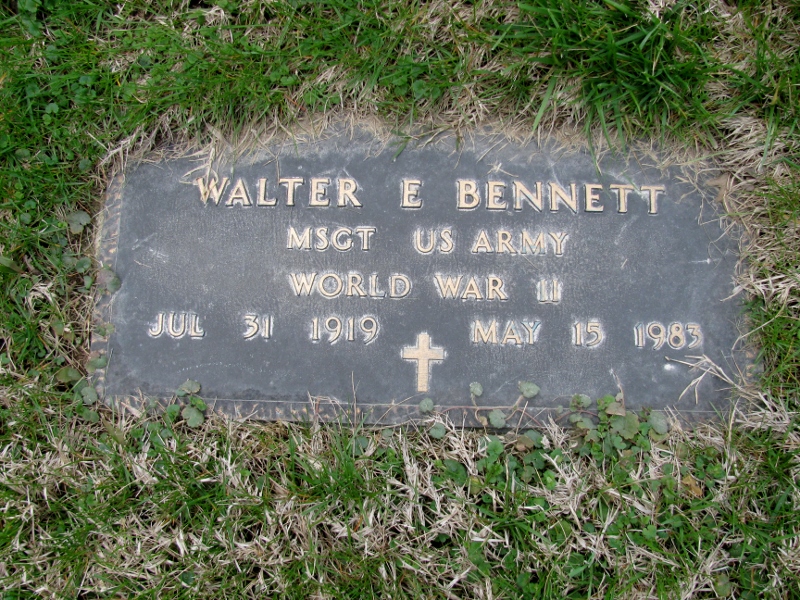 WALTER E BENNETT
MSGT US ARMY
WORLD WAR II
JUL 31 1919 MAY 15 1983